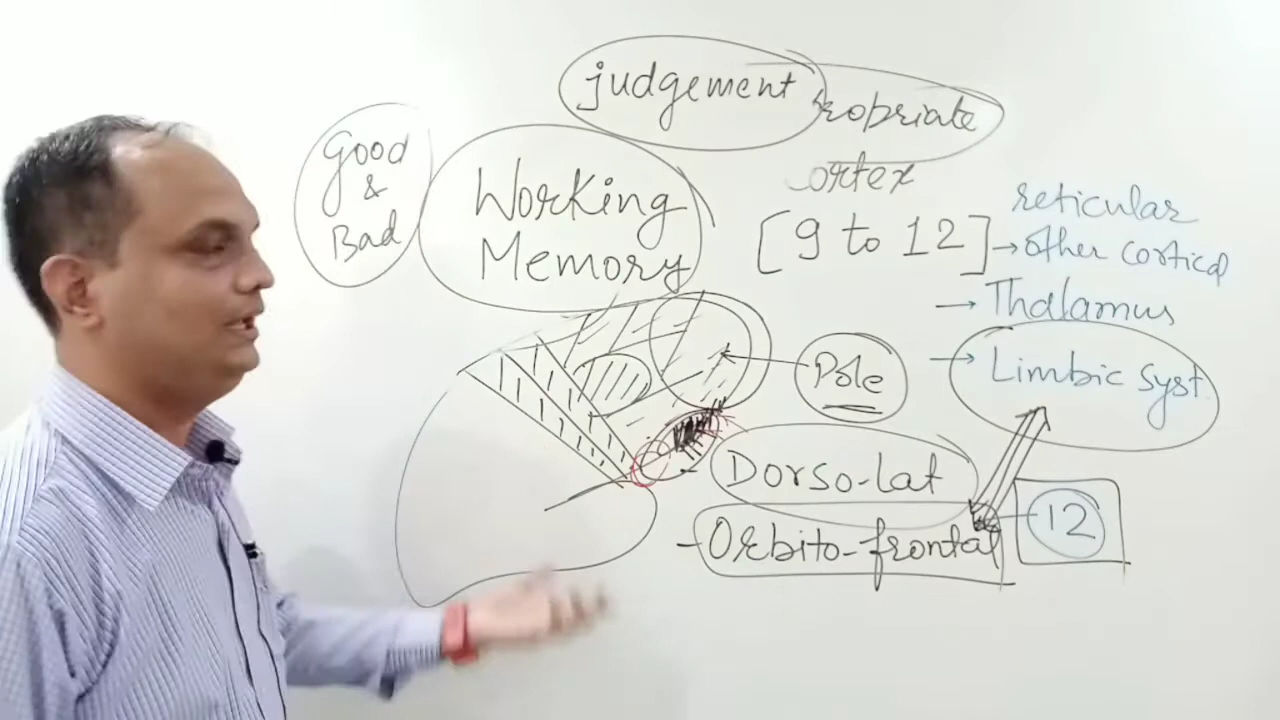 judgement
ropriate
Good
&
Bad
Working
Memory
ortex
[9 to 12]
reticular
→ other cortical
→ Thalamus
→ Limbic Syst
Pole
Dorso-lat
-Orbito-frontal
12